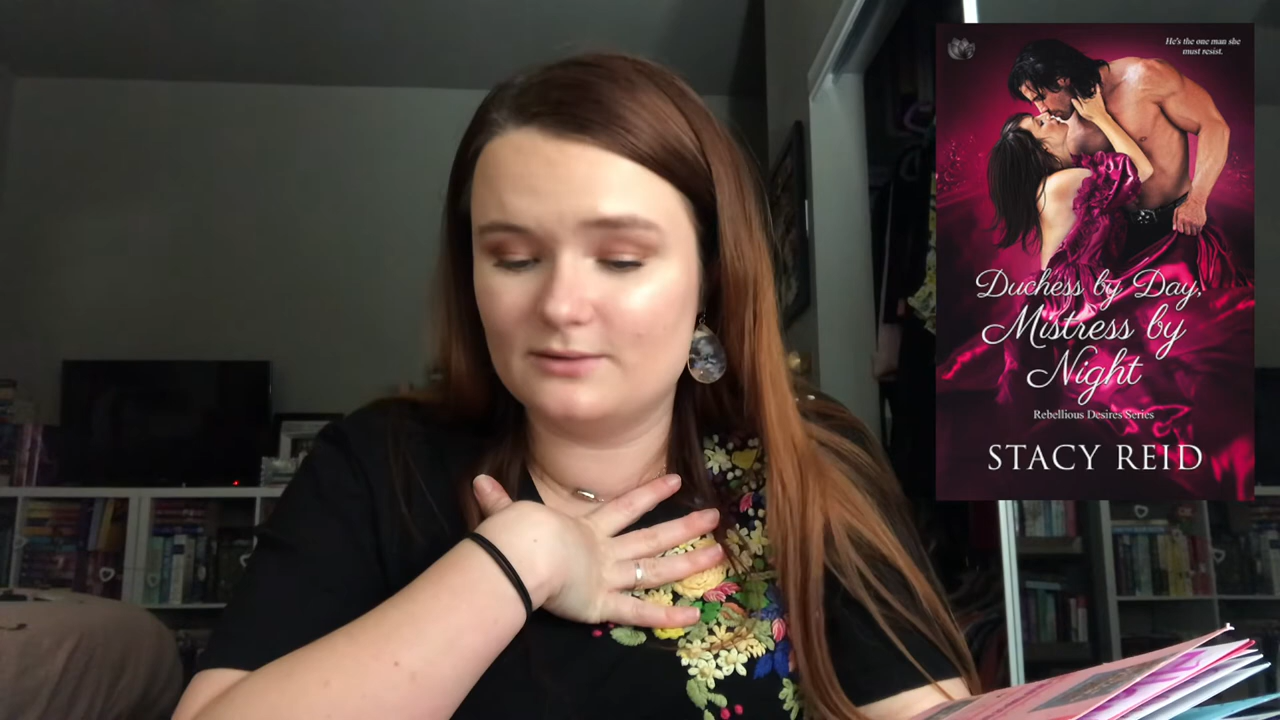 He's the one man she
must resist.
Duchess by Day,
Mistress by
Night
Rebellious Desires Series
STACY REID